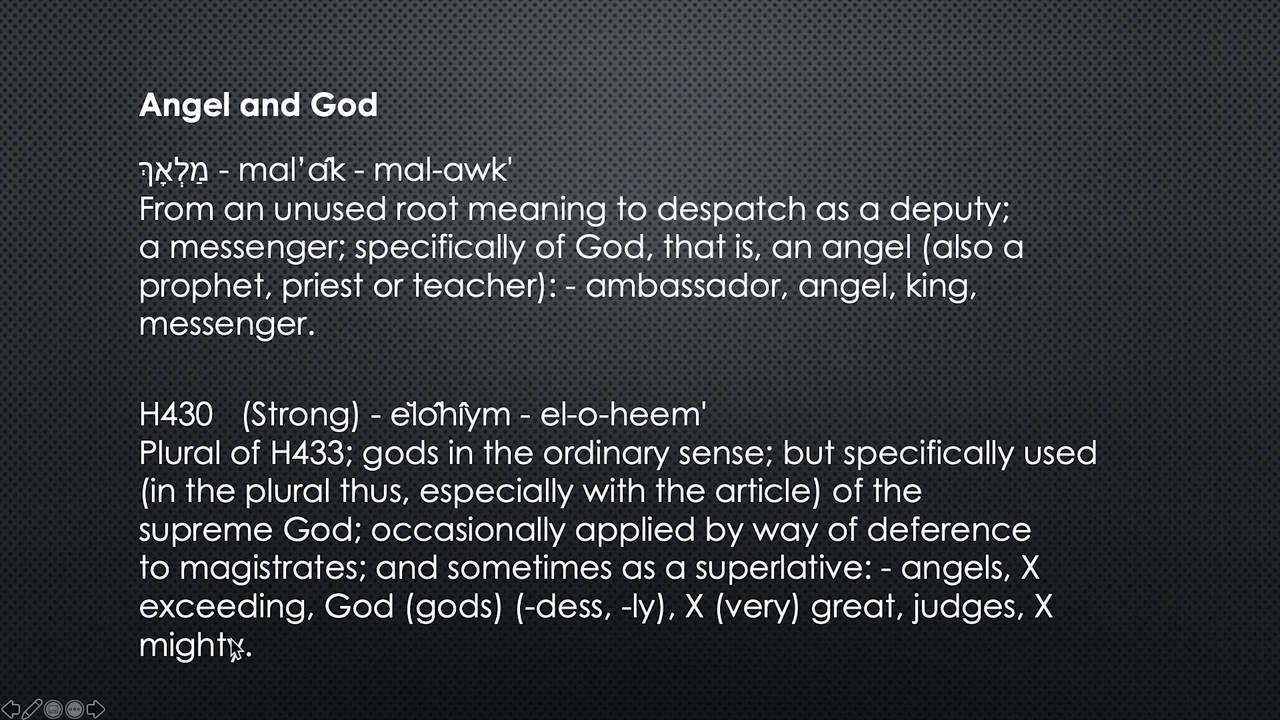 Angel and God
מַלְאָךְ - mal’âk - mal-awk'
From an unused root meaning to despatch as a deputy;
a messenger; specifically of God, that is, an angel (also a
prophet, priest or teacher): - ambassador, angel, king,
messenger.
H430 (Strong) - ĕlôhîym - el-o-heem'
Plural of H433; gods in the ordinary sense; but specifically used
(in the plural thus, especially with the article) of the
supreme God; occasionally applied by way of deference
to magistrates; and sometimes as a superlative: - angels, X
exceeding, God (gods) (-dess, -ly), X (very) great, judges, X
mighty.